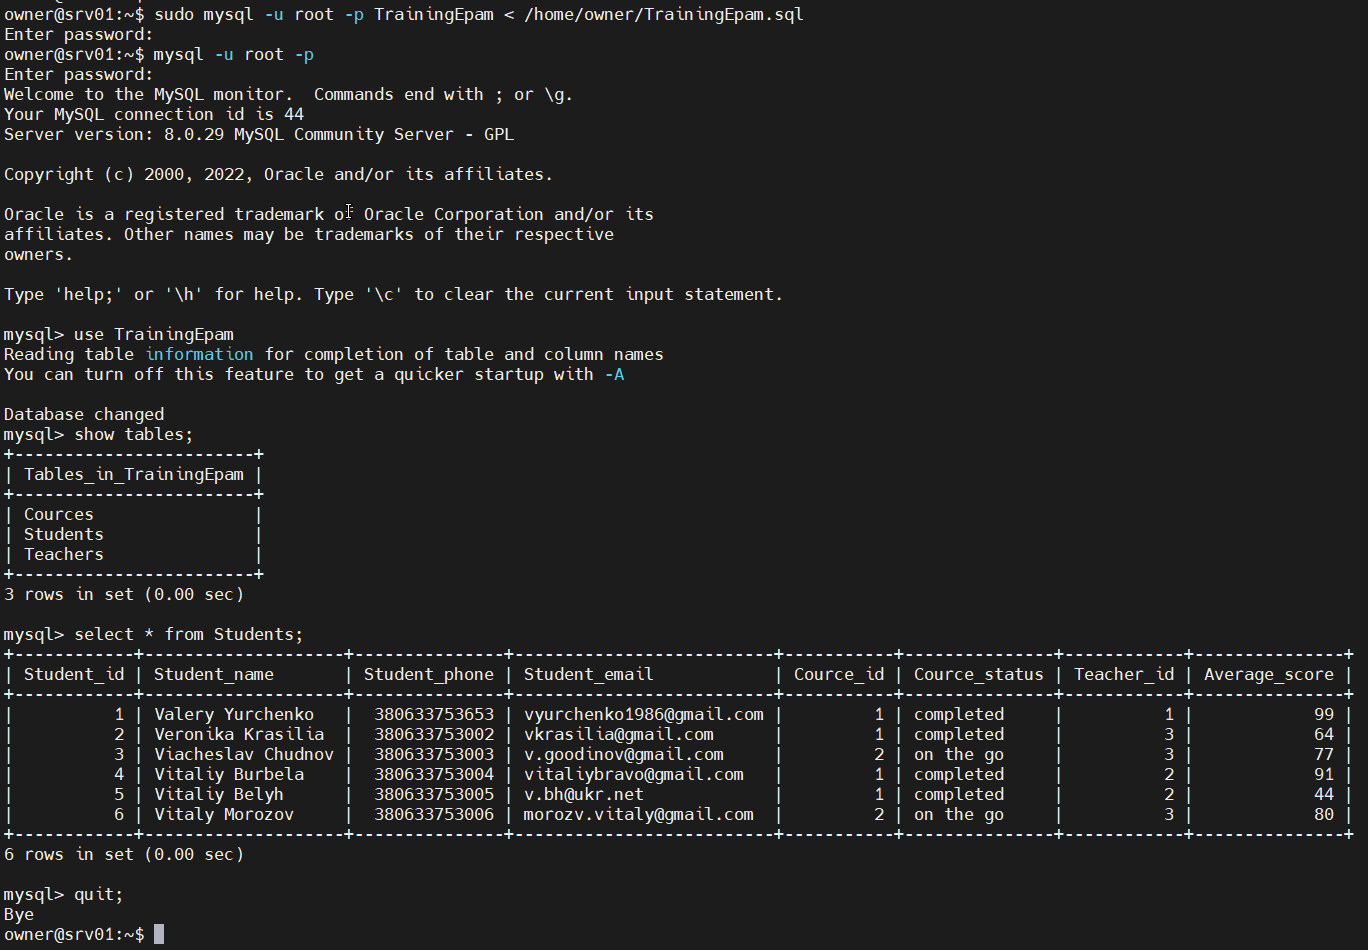 owner@srv01:~$ sudo mysql -u root -p TrainingEpam < /home/owner/TrainingEpam.sql
Enter password:
owner@srv01:~$ mysql -u root -p
Enter password:
Welcome to the MySQL monitor.  Commands end with ; or \g.
Your MySQL connection id is 44
Server version: 8.0.29 MySQL Community Server - GPL

Copyright (c) 2000, 2022, Oracle and/or its affiliates.

Oracle is a registered trademark of Oracle Corporation and/or its
affiliates. Other names may be trademarks of their respective
owners.

Type 'help;' or '\h' for help. Type '\c' to clear the current input statement.

mysql> use TrainingEpam
Reading table information for completion of table and column names
You can turn off this feature to get a quicker startup with -A

Database changed
mysql> show tables;
+------------------------+
| Tables_in_TrainingEpam |
+------------------------+
| Cources                |
| Students               |
| Teachers               |
+------------------------+
3 rows in set (0.00 sec)

mysql> select * from Students;
+------------+--------------------+---------------+--------------------------+-----------+---------------+------------+---------------+
| Student_id | Student_name       | Student_phone | Student_email            | Cource_id | Cource_status | Teacher_id | Average_score |
+------------+--------------------+---------------+--------------------------+-----------+---------------+------------+---------------+
|          1 | Valery Yurchenko   |  380633753653 | vyurchenko1986@gmail.com |         1 | completed     |          1 |            99 |
|          2 | Veronika Krasilia  |  380633753002 | vkrasilia@gmail.com      |         1 | completed     |          3 |            64 |
|          3 | Viacheslav Chudnov |  380633753003 | v.goodinov@gmail.com     |         2 | on the go     |          3 |            77 |
|          4 | Vitaliy Burbela    |  380633753004 | vitaliybravo@gmail.com   |         1 | completed     |          2 |            91 |
|          5 | Vitaliy Belyh      |  380633753005 | v.bh@ukr.net             |         1 | completed     |          2 |            44 |
|          6 | Vitaly Morozov     |  380633753006 | morozv.vitaly@gmail.com  |         2 | on the go     |          3 |            80 |
+------------+--------------------+---------------+--------------------------+-----------+---------------+------------+---------------+
6 rows in set (0.00 sec)

mysql> quit;
Bye
owner@srv01:~$